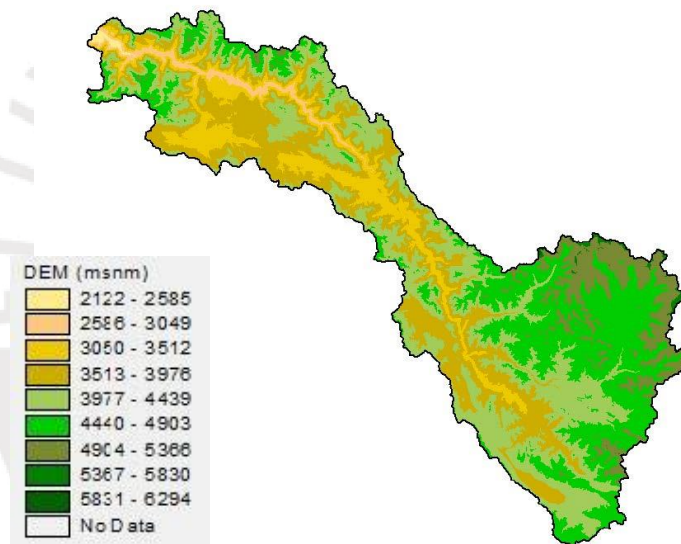 DEM (msnm)
2122 - 2585
2586 - 3049
3050 - 3512
3513 - 3976
3977 - 4439
4440 - 4903
4904 - 5366
5367 - 5830
5831 - 6294
No Data